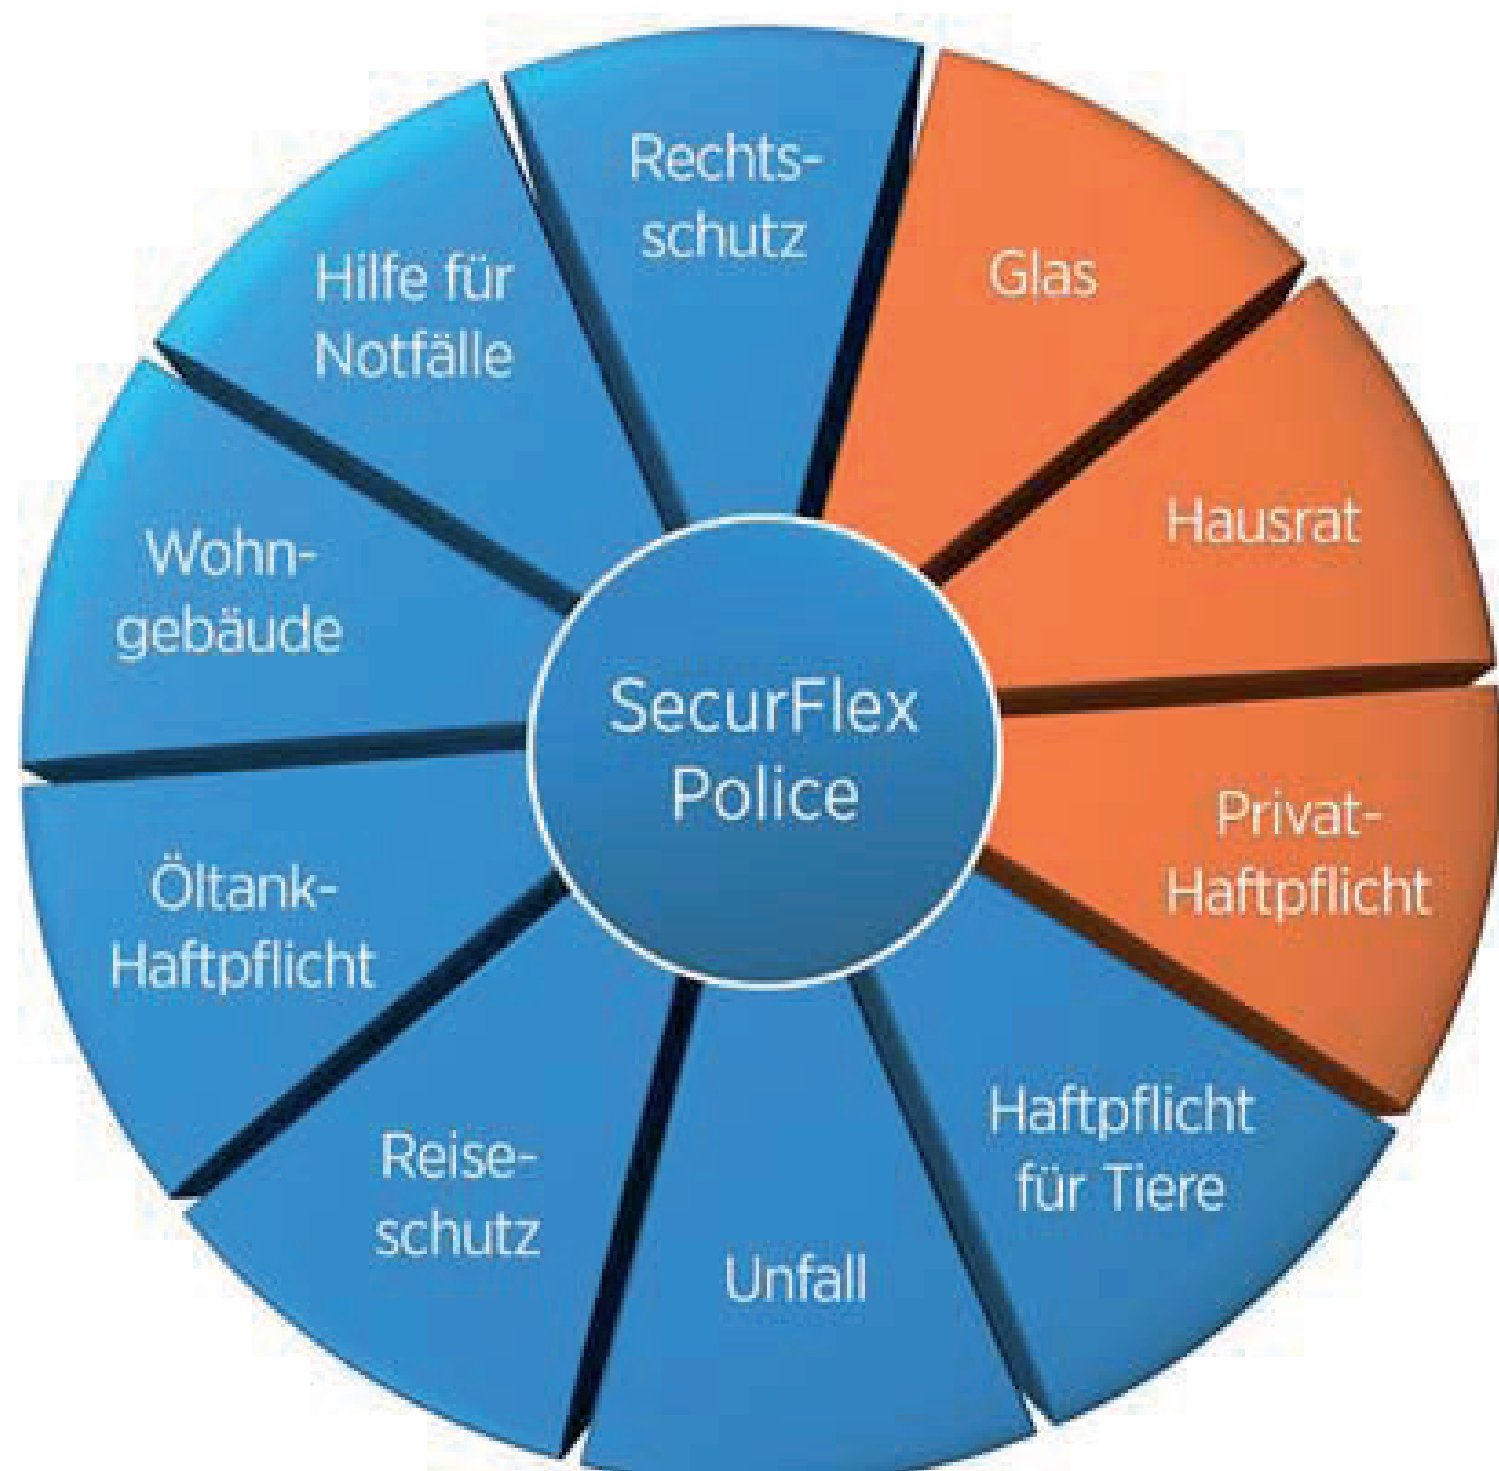 Rechts-
schutz
Glas
Hausrat
Privat-
Haftpflicht
Haftpflicht
für Tiere
Unfall
Reise-
schutz
Öltank-
Haftpflicht
Wohn-
gebäude
Hilfe für
Notfälle
SecurFlex
Police